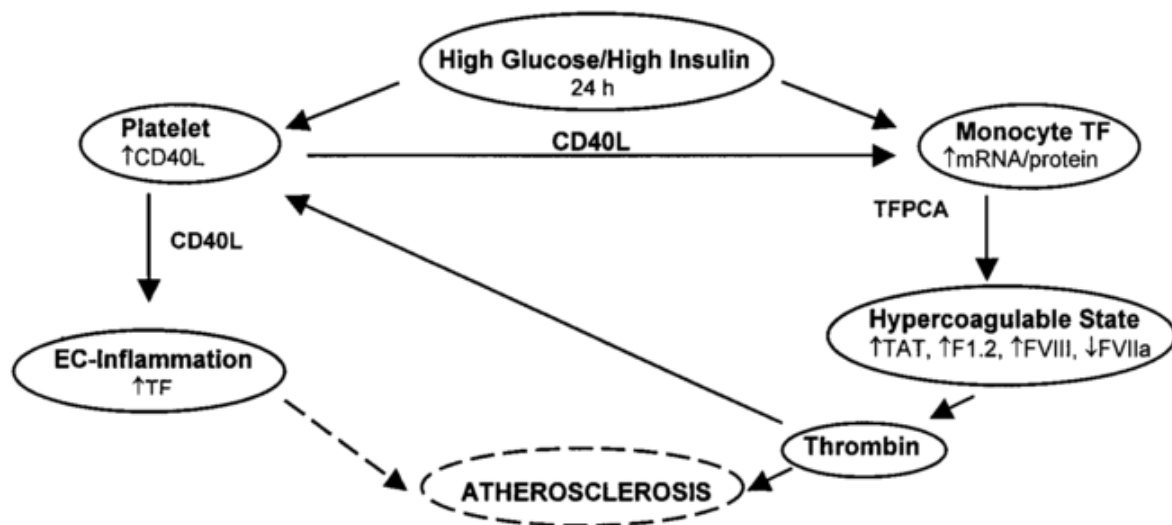 High Glucose/High Insulin
24 h
Platelet
↑CD40L
CD40L
Monocyte TF
↑mRNA/protein
TFPCA
CD40L
Hypercoagulable State
↑TAT, ↑F1.2, ↑FVIII, ↓FVIIa
EC-Inflammation
↑TF
Thrombin
ATHEROSCLEROSIS